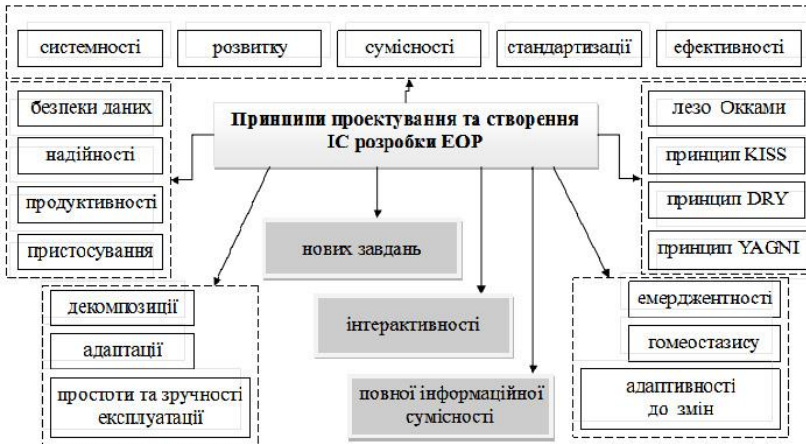 системності
розвитку
сумісності
стандартизації
ефективності
безпеки даних
надійності
продуктивності
пристосування
Принципи проектування та створення
ІС розробки ЕОР
лезо Окками
принцип KISS
принцип DRY
принцип YAGNI
нових завдань
інтерактивності
повної інформаційної
сумісності
декомпозиції
адаптації
простоти та зручності
експлуатації
емерджентності
гомеостазису
адаптивності
до змін